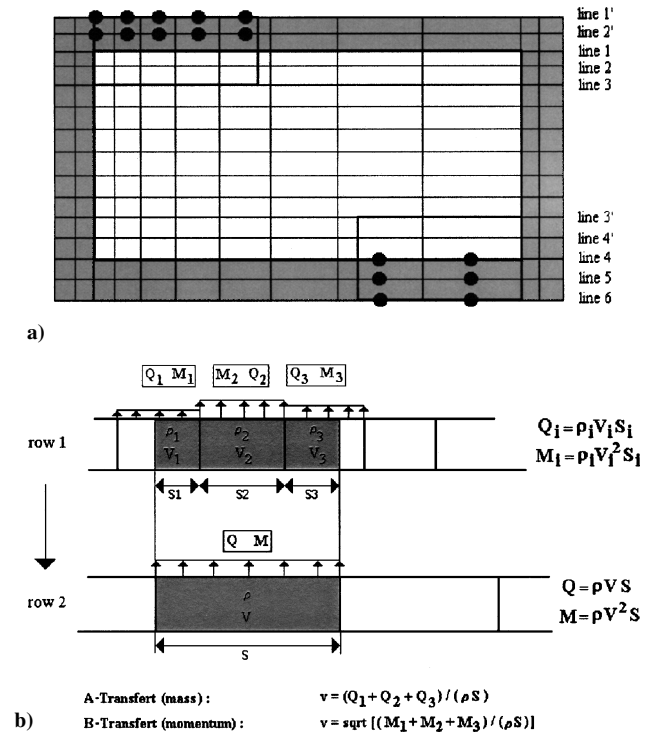 line 1'
line 2'
line 1
line 2
line 3
line 3'
line 4'
line 4
line 5
line 6
a)
Q₁ M₁ M₂ Q₂ Q₃ M₃
row 1
ρ₁ ρ₂ ρ₃
V₁ V₂ V₃
Qᵢ=ρᵢVᵢSᵢ
Mᵢ=ρᵢVᵢ²Sᵢ
S1 S2 S3
Q M
row 2
ρ
V
Q=ρVS
M=ρV²S
S
A-Transfert (mass) : v = (Q₁+Q₂+Q₃)/(ρS)
b) B-Transfert (momentum) : v = sqrt [(M₁+M₂+M₃)/(ρS)]